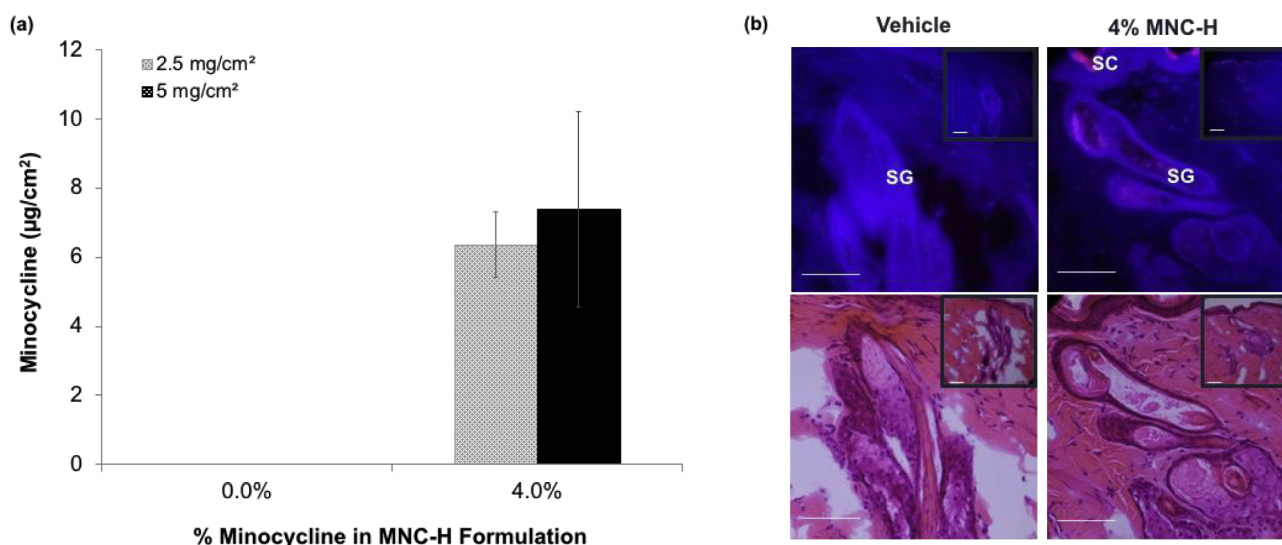 (a)
12
10
8
6
4
2
0
Minocycline (µg/cm²)
2.5 mg/cm²
5 mg/cm²
0.0%
4.0%
% Minocycline in MNC-H Formulation
(b)
Vehicle
4% MNC-H
SC
SG
SG